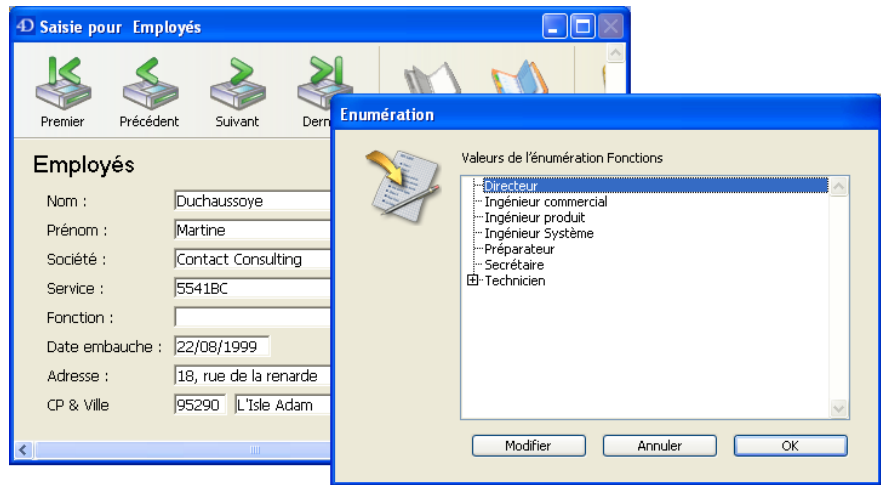 4D Saisie pour Employés
Premier Précédent Suivant Dern
Employés
Nom : Duchaussoye
Prénom : Martine
Société : Contact Consulting
Service : 5541BC
Fonction :
Date embauche : 22/08/1999
Adresse : 18, rue de la renarde
CP & Ville 95290 L'Isle Adam
Enumération
Valeurs de l'énumération Fonctions
Directeur
Ingénieur commercial
Ingénieur produit
Ingénieur Système
Préparateur
Secrétaire
Technicien
Modifier Annuler OK